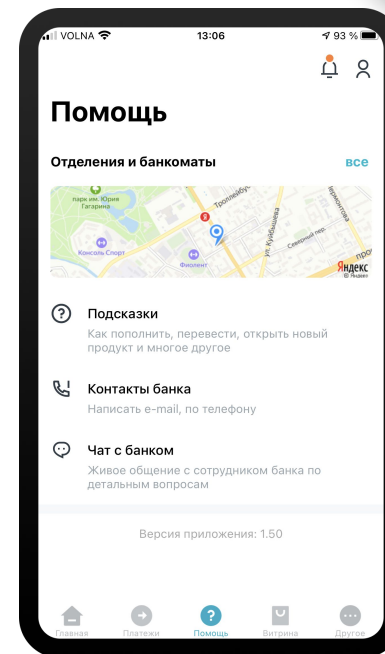 VOLNA
13:06
93 %
Помощь
Отделения и банкоматы
все
парк им. Юрия
Гагарина
Троллейбус
Консоль Спорт
Фиолент
ул. Куйбышева
Северный пер.
Яндекс
© Яндекс
Подсказки
Как пополнить, перевести, открыть новый
продукт и многое другое
Контакты банка
Написать e-mail, по телефону
Чат с банком
Живое общение с сотрудником банка по
детальным вопросам
Версия приложения: 1.50
Главная
Платежи
Помощь
Витрина
Другое